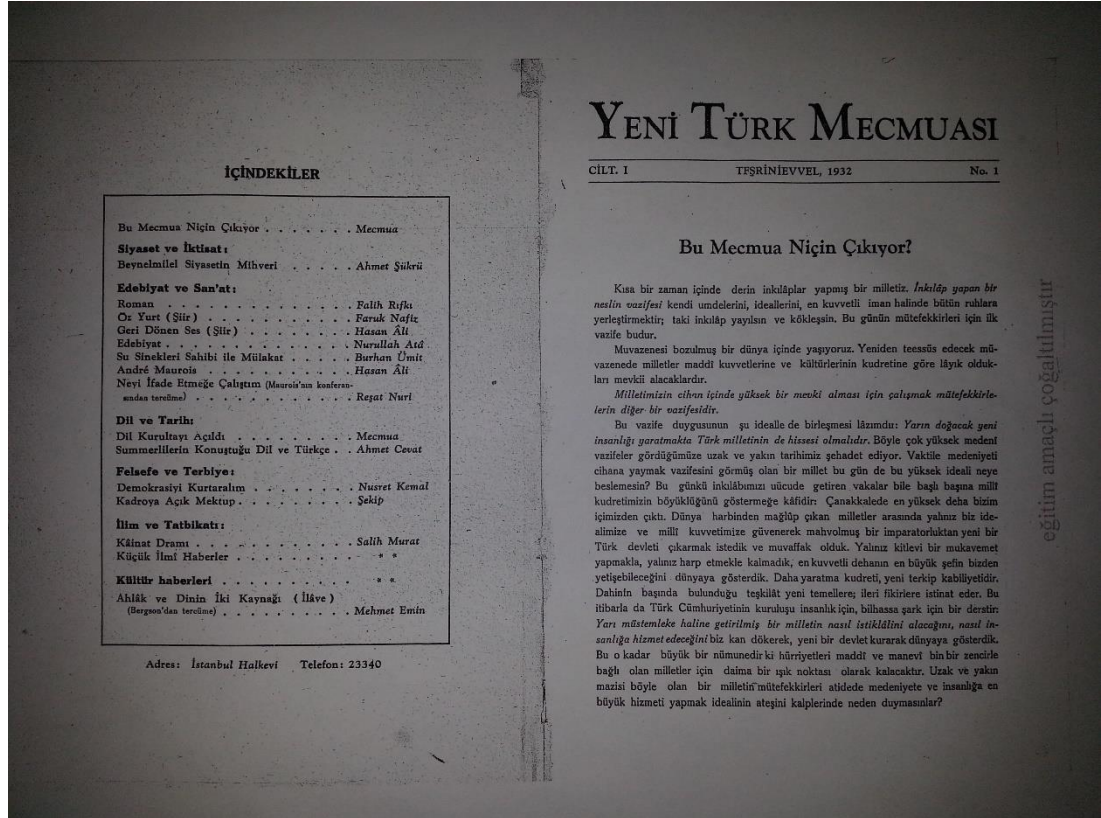 İÇİNDEKİLER
Bu Mecmua Niçin Çıkıyor . . . . . . . Mecmua
Siyaset ve İktisat:
Beynelmilel Siyasetin Mihveri . . . . . Ahmet Şükrü
Edebiyat ve San'at:
Roman . . . . . . . . . . . . Falih Rıfkı
Öz Yurt (Şiir) . . . . . . . . . . Faruk Nafiz
Geri Dönen Ses (Şiir) . . . . . . . . Hasan Âli
Edebiyat . . . . . . . . . . . . Nurullah Atâ
Su Sinekleri Sahibi ile Mülakat . . . . . Burhan Ümit
André Maurois . . . . . . . . . . Hasan Âli
Neyi İfade Etmeğe Çalıştım (Maurois'nın konferan-
sından tercüme) . . . . . . . . . . Reşat Nuri
Dil ve Tarih:
Dil Kurultayı Açıldı . . . . . . . . . Mecmua
Summerlilerin Konuştuğu Dil ve Türkçe . . Ahmet Cevat
Felsefe ve Terbiye:
Demokrasiyi Kurtaralım . . . . . . . Nusret Kemal
Kadroya Açık Mektup . . . . . . . . Şekip
İlim ve Tatbikatı:
Kâinat Dramı . . . . . . . . . . . Salih Murat
Küçük İlmî Haberler . . . . . . . . . * *
Kültür haberleri . . . . . . . . . . * *
Ahlâk ve Dinin İki Kaynağı ( İlâve )
(Bergson'dan tercüme) . . . . . . . . . Mehmet Emin
Adres: İstanbul Halkevi Telefon: 23340
YENİ TÜRK MECMUASI
CİLT. I TEŞRİNİEVVEL, 1932 No. 1
Bu Mecmua Niçin Çıkıyor?
Kısa bir zaman içinde derin inkılâplar yapmış bir milletiz. İnkılâp yapan bir
neslin vazifesi kendi umdelerini, ideallerini, en kuvvetli iman halinde bütün ruhlara
yerleştirmektir; taki inkılâp yayılsın ve kökleşsin. Bu günün mütefekkirleri için ilk
vazife budur.
Muvazenesi bozulmuş bir dünya içinde yaşıyoruz. Yeniden teessüs edecek mü-
vazenede milletler maddî kuvvetlerine ve kültürlerinin kudretine göre lâyık olduk-
ları mevkii alacaklardır.
Milletimizin cihan içinde yüksek bir mevki alması için çalışmak mütefekkirle-
lerin diğer bir vazifesidir.
Bu vazife duygusunun şu idealle de birleşmesi lâzımdı: Yarın doğacak yeni
insanlığı yaratmakta Türk milletinin de hissesi olmalıdır. Böyle çok yüksek medenî
vazifeler gördüğümüze uzak ve yakın tarihimiz şehadet ediyor. Vaktile medeniyeti
cihana yaymak vazifesini görmüş olan bir millet bu gün de bu yüksek ideali neye
beslemesin? Bu günkü inkılâbımızı uücude getiren vakalar bile başlı başına millî
kudretimizin böyüklüğünü göstermeğe kâfidir: Çanakkalede en yüksek deha bizim
içimizden çıktı. Dünya harbinden mağlûp çıkan milletler arasında yalnız biz ide-
alimize ve millî kuvvetimize güvenerek mahvolmuş bir imparatorluktan yeni bir
Türk devleti çıkarmak istedik ve muvaffak olduk. Yalınız kitlevi bir mukavemet
yapmakla, yalınız harp etmekle kalmadık, en kuvvetli dehanın en büyük şefin bizden
yetişebileceğini dünyaya gösterdik. Daha yaratma kudreti, yeni terkip kabiliyetidir.
Dahinin başında bulunduğu teşkilât yeni temellere; ileri fikirlere istinat eder. Bu
itibarla da Türk Cümhuriyetinin kuruluşu insanlık için, bilhassa şark için bir derstir:
Yarı müstemleke haline getirilmiş bir milletin nasıl istiklâlini alacağını, nasıl in-
sanlığa hizmet edeceğini biz kan dökerek, yeni bir devlet kurarak dünyaya gösterdik.
Bu o kadar büyük bir nümunedir ki hürriyetleri maddî ve manevî bin bir zencirle
bağlı olan milletler için daima bir ışık noktası olarak kalacaktır. Uzak ve yakın
mazisi böyle olan bir milletin mütefekkirleri atidede medeniyete ve insanlığa en
büyük hizmeti yapmak idealinin ateşini kalplerinde neden duymasınlar?
eğitim amaçlı çoğaltılmıştır